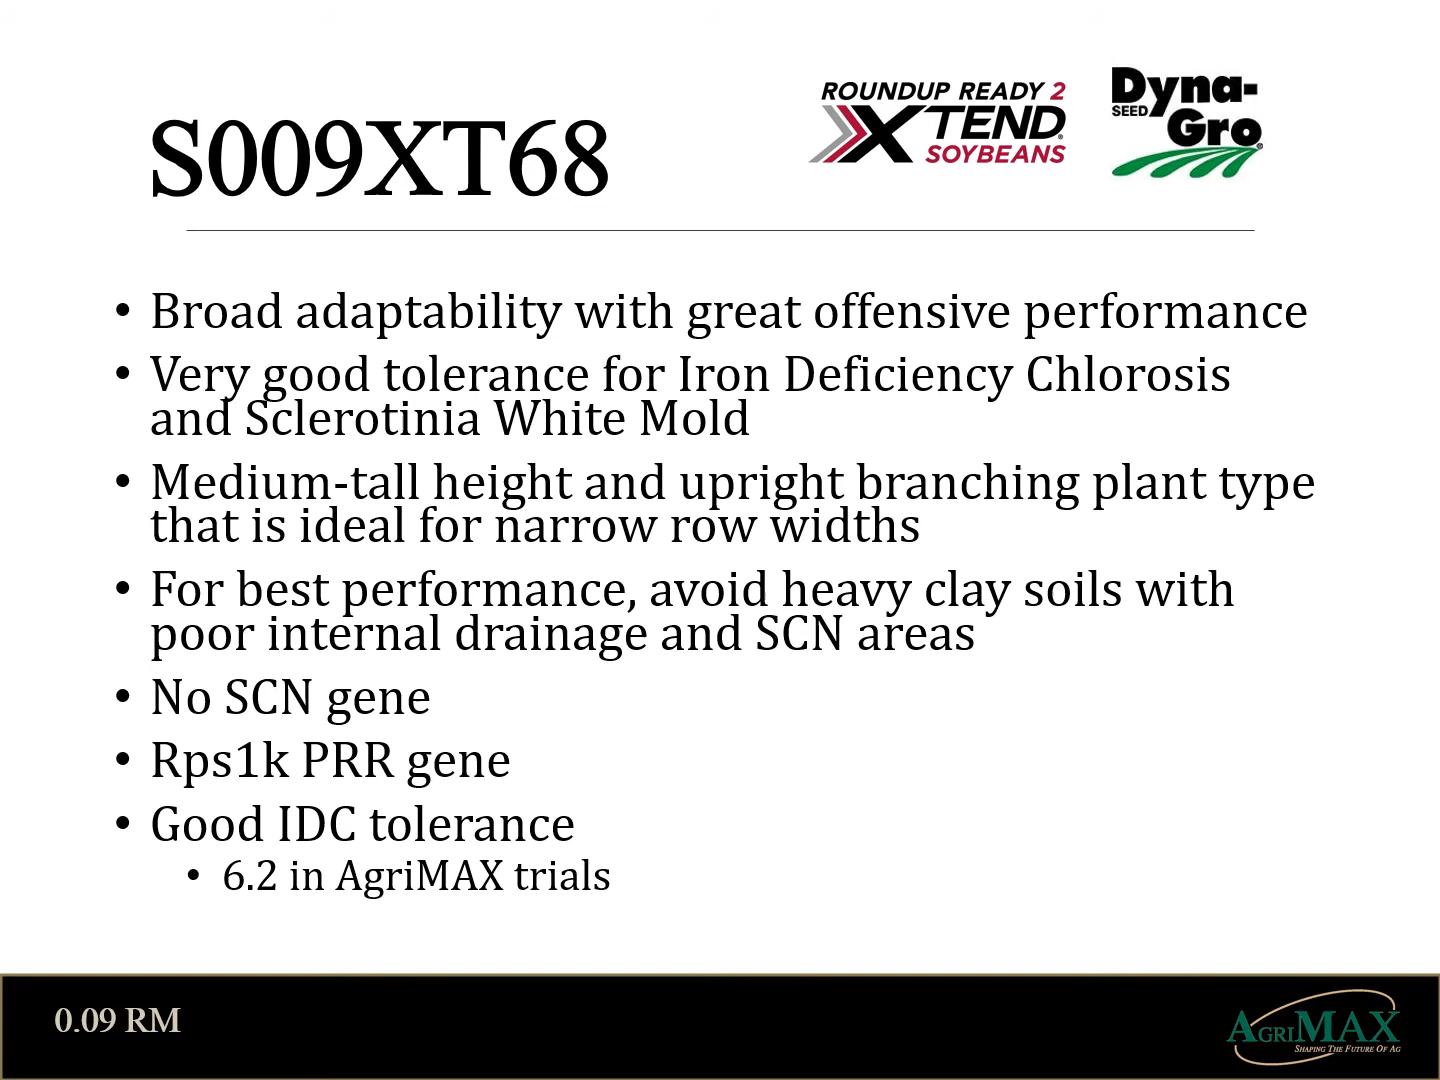 S009XT68
ROUNDUP READY 2
XTEND®
SOYBEANS
Dyna-
SEED
Gro®
• Broad adaptability with great offensive performance
• Very good tolerance for Iron Deficiency Chlorosis
and Sclerotinia White Mold
• Medium-tall height and upright branching plant type
that is ideal for narrow row widths
• For best performance, avoid heavy clay soils with
poor internal drainage and SCN areas
• No SCN gene
• Rps1k PRR gene
• Good IDC tolerance
• 6.2 in AgriMAX trials
0.09 RM
AGRIMAX
SHAPING THE FUTURE OF AG